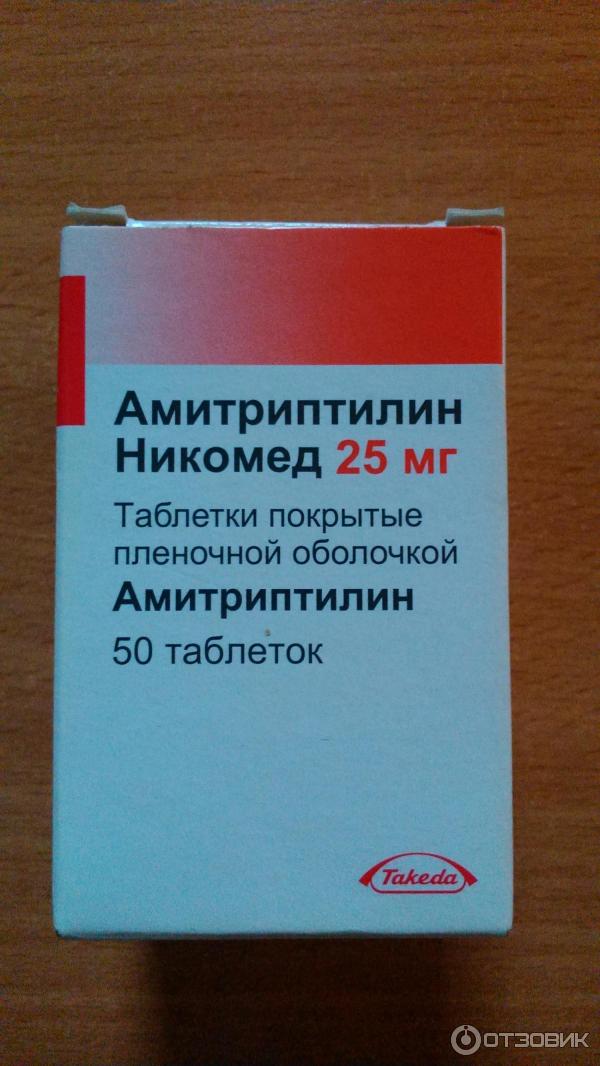 Амитриптилин
Никомед 25 мг
Таблетки покрытые
пленочной оболочкой
Амитриптилин
50 таблеток
Takeda
ОТЗОВИК